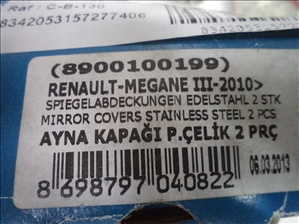 Raf : C-B-138
8342053157277406
(8900100199)
RENAULT-MEGANE III-2010>
SPIEGELABDECKUNGEN EDELSTAHL 2 STK
MIRROR COVERS STAINLESS STEEL 2 PCS
AYNA KAPAĞI P.ÇELİK 2 PRÇ
06.03.2013
8 698797 040822